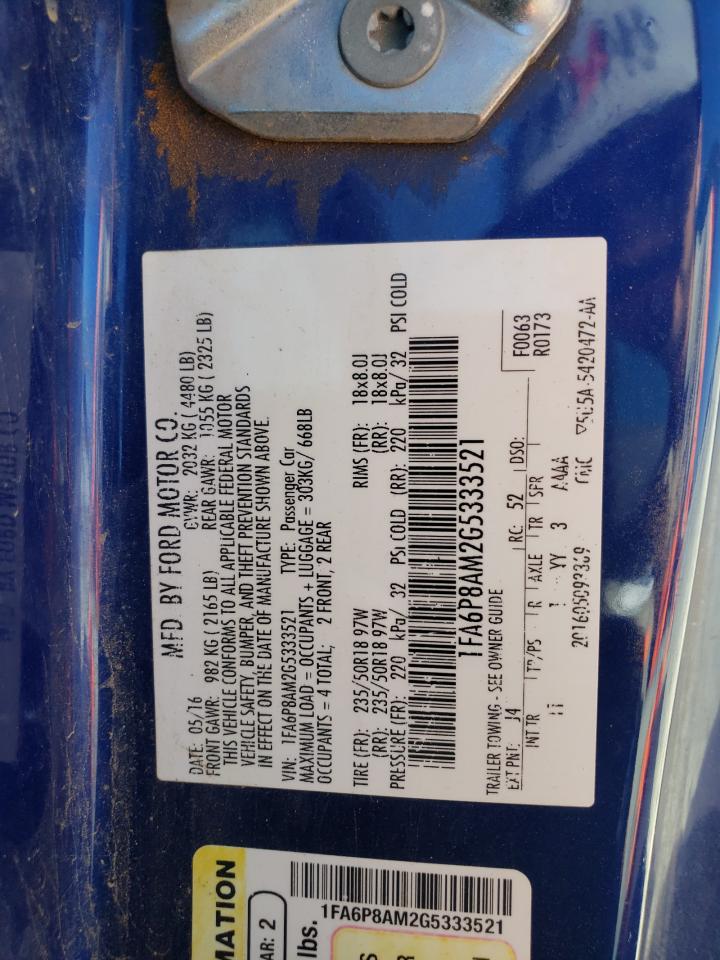 MFD. BY FORD MOTOR CO.
DATE: 05/16 GVWR: 2032 KG ( 4480 LB)
FRONT GAWR: 982 KG ( 2165 LB) REAR GAWR: 1055 KG ( 2325 LB)
THIS VEHICLE CONFORMS TO ALL APPLICABLE FEDERAL MOTOR
VEHICLE SAFETY, BUMPER, AND THEFT PREVENTION STANDARDS
IN EFFECT ON THE DATE OF MANUFACTURE SHOWN ABOVE.
VIN: 1FA6P8AM2G5333521 TYPE: Passenger Car
MAXIMUM LOAD = OCCUPANTS + LUGGAGE = 303KG/ 668LB
OCCUPANTS = 4 TOTAL; 2 FRONT, 2 REAR
TIRE (FR): 235/50R18 97W RIMS (FR): 18x8.0J
(RR): 235/50R18 97W (RR): 18x8.0J
PRESSURE (FR): 220 kPa/ 32 PSI COLD (RR): 220 kPa/ 32 PSI COLD
1FA6P8AM2G5333521
TRAILER TOWING - SEE OWNER GUIDE
F0063
R0173
EXT PNT: J4 RC: 52 DSO:
INT TR TP/PS R AXLE TR SPR
YY 3 AAAA
201605093369
MATION
AR: 2
lbs.
1FA6P8AM2G5333521